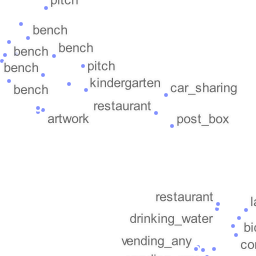 pitch
bench
bench
bench
pitch
bench
kindergarten
bench
car_sharing
restaurant
artwork
post_box
restaurant
drinking_water
vending_any